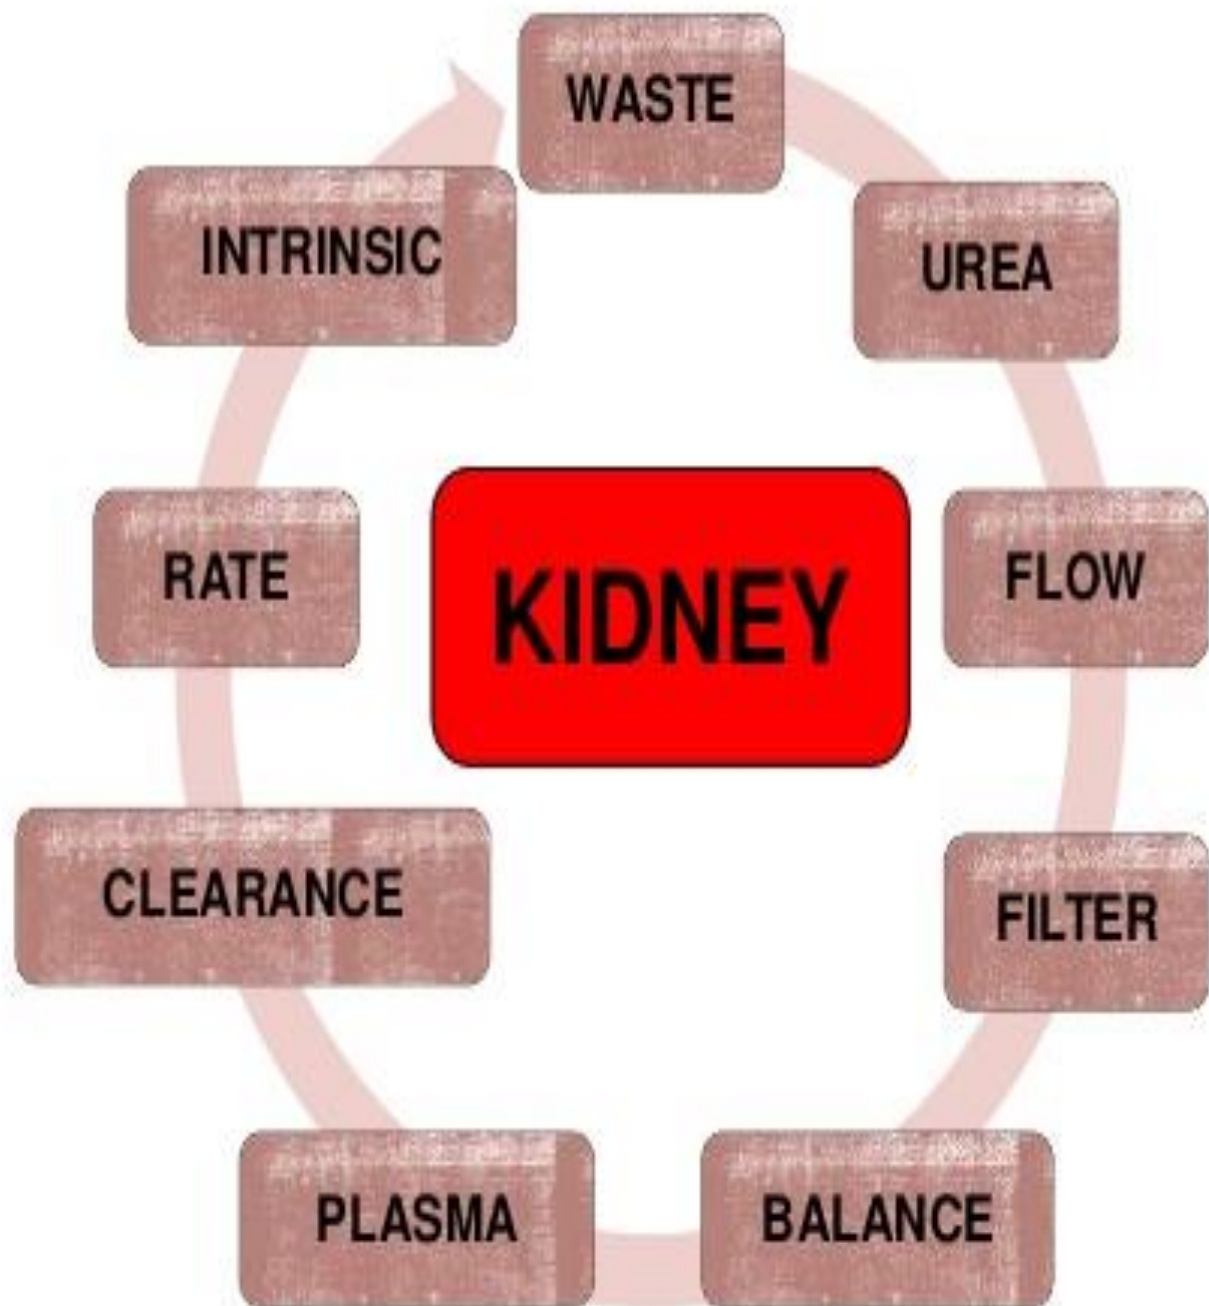 WASTE
UREA
FLOW
FILTER
BALANCE
PLASMA
CLEARANCE
RATE
INTRINSIC
KIDNEY